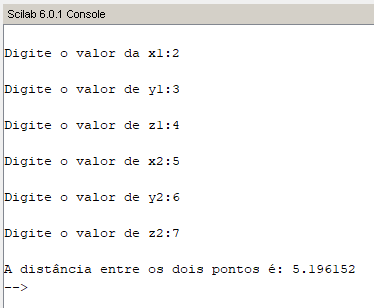 Scilab 6.0.1 Console
Digite o valor da x1:2
Digite o valor de y1:3
Digite o valor de z1:4
Digite o valor de x2:5
Digite o valor de y2:6
Digite o valor de z2:7
A distância entre os dois pontos é: 5.196152
-->